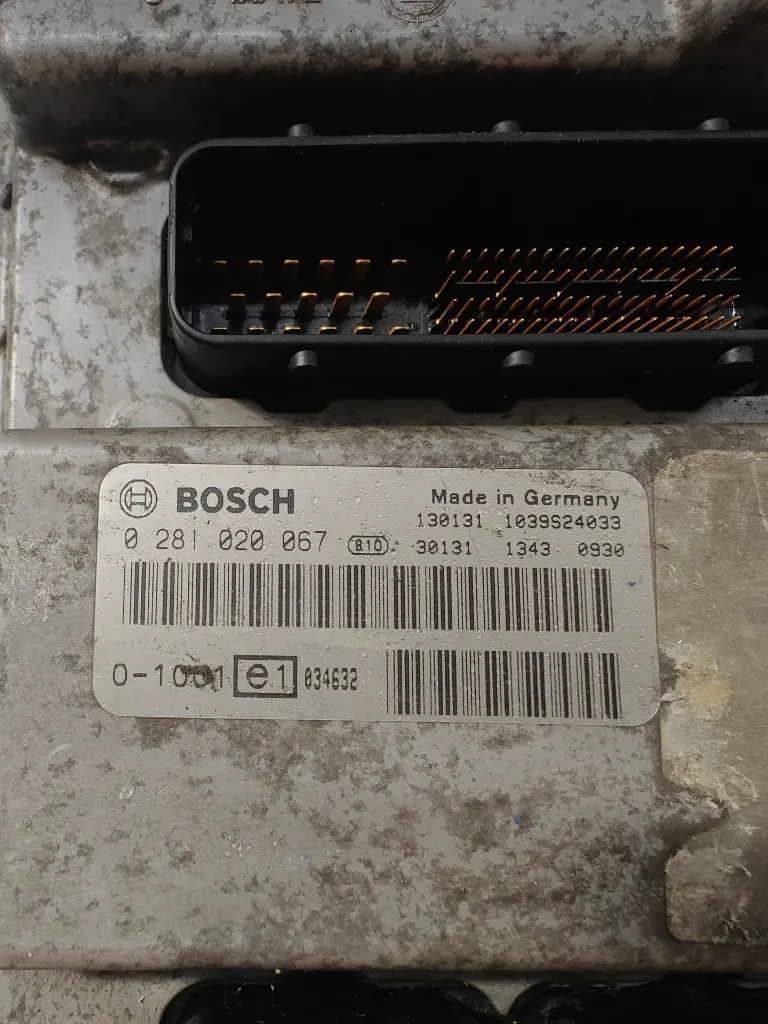 BOSCH
Made in Germany
130131 1039S24033
0 281 020 067 810 30131 1343 0930
0-1001 e1 034632